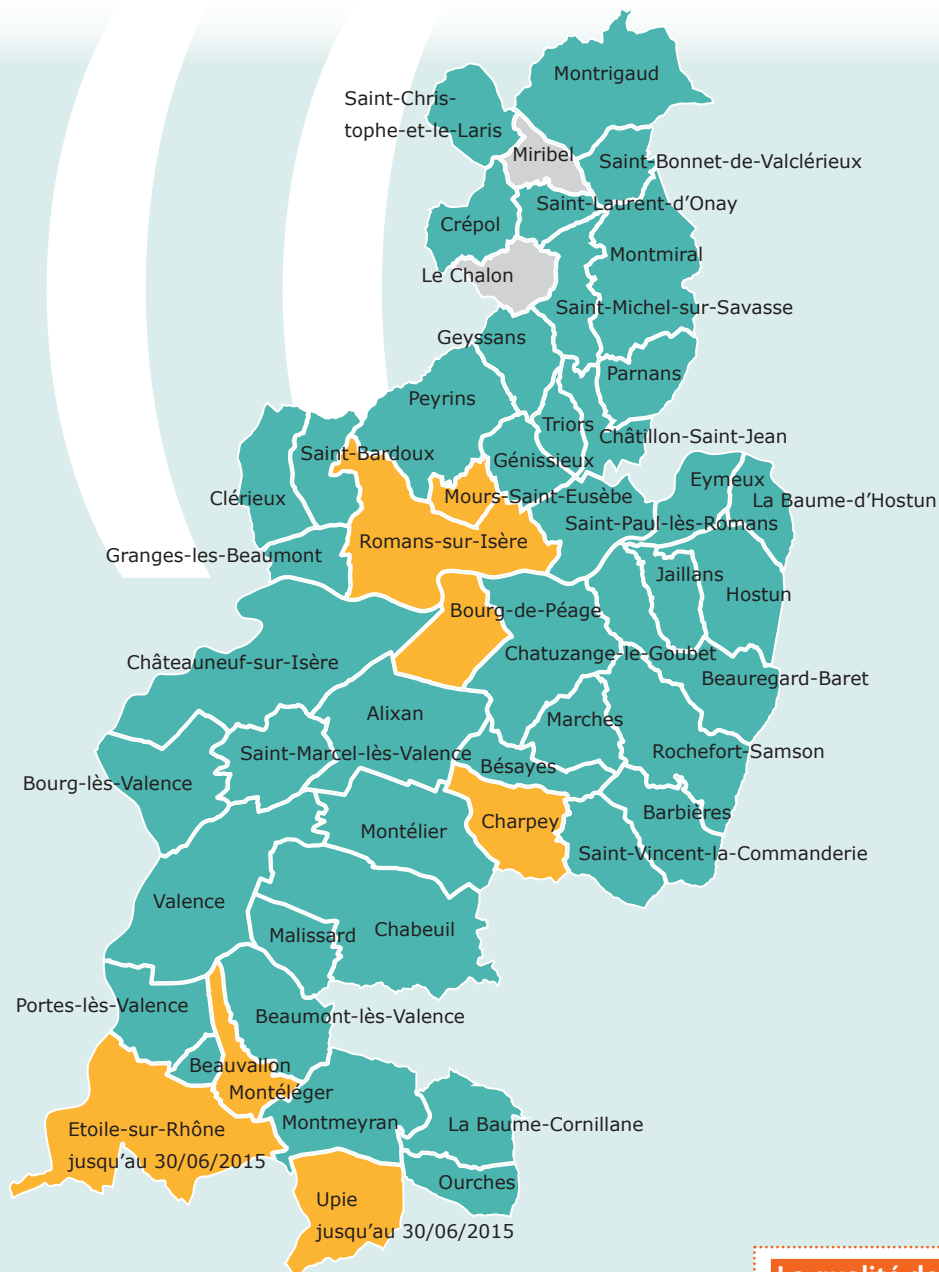 Montrigaud
Saint-Chris-
tophe-et-le-Laris
Miribel
Saint-Bonnet-de-Valclérieux
Saint-Laurent-d'Onay
Crépol
Montmiral
Le Chalon
Saint-Michel-sur-Savasse
Geyssans
Parnans
Peyrins
Triors
Châtillon-Saint-Jean
Saint-Bardoux
Génissieux
Eymeux
Clérieux
Mours-Saint-Eusèbe
La Baume-d'Hostun
Saint-Paul-lès-Romans
Romans-sur-Isère
Granges-les-Beaumont
Jaillans
Hostun
Bourg-de-Péage
Châteauneuf-sur-Isère
Chatuzange-le-Goubet
Beauregard-Baret
Alixan
Marches
Saint-Marcel-lès-Valence
Rochefort-Samson
Bésayes
Bourg-lès-Valence
Barbières
Charpey
Montélier
Saint-Vincent-la-Commanderie
Valence
Chabeuil
Malissard
Portes-lès-Valence
Beaumont-lès-Valence
Beauvallon
Montéléger
Montmeyran
La Baume-Cornillane
Etoile-sur-Rhône
jusqu'au 30/06/2015
Ourches
Upie
jusqu'au 30/06/2015